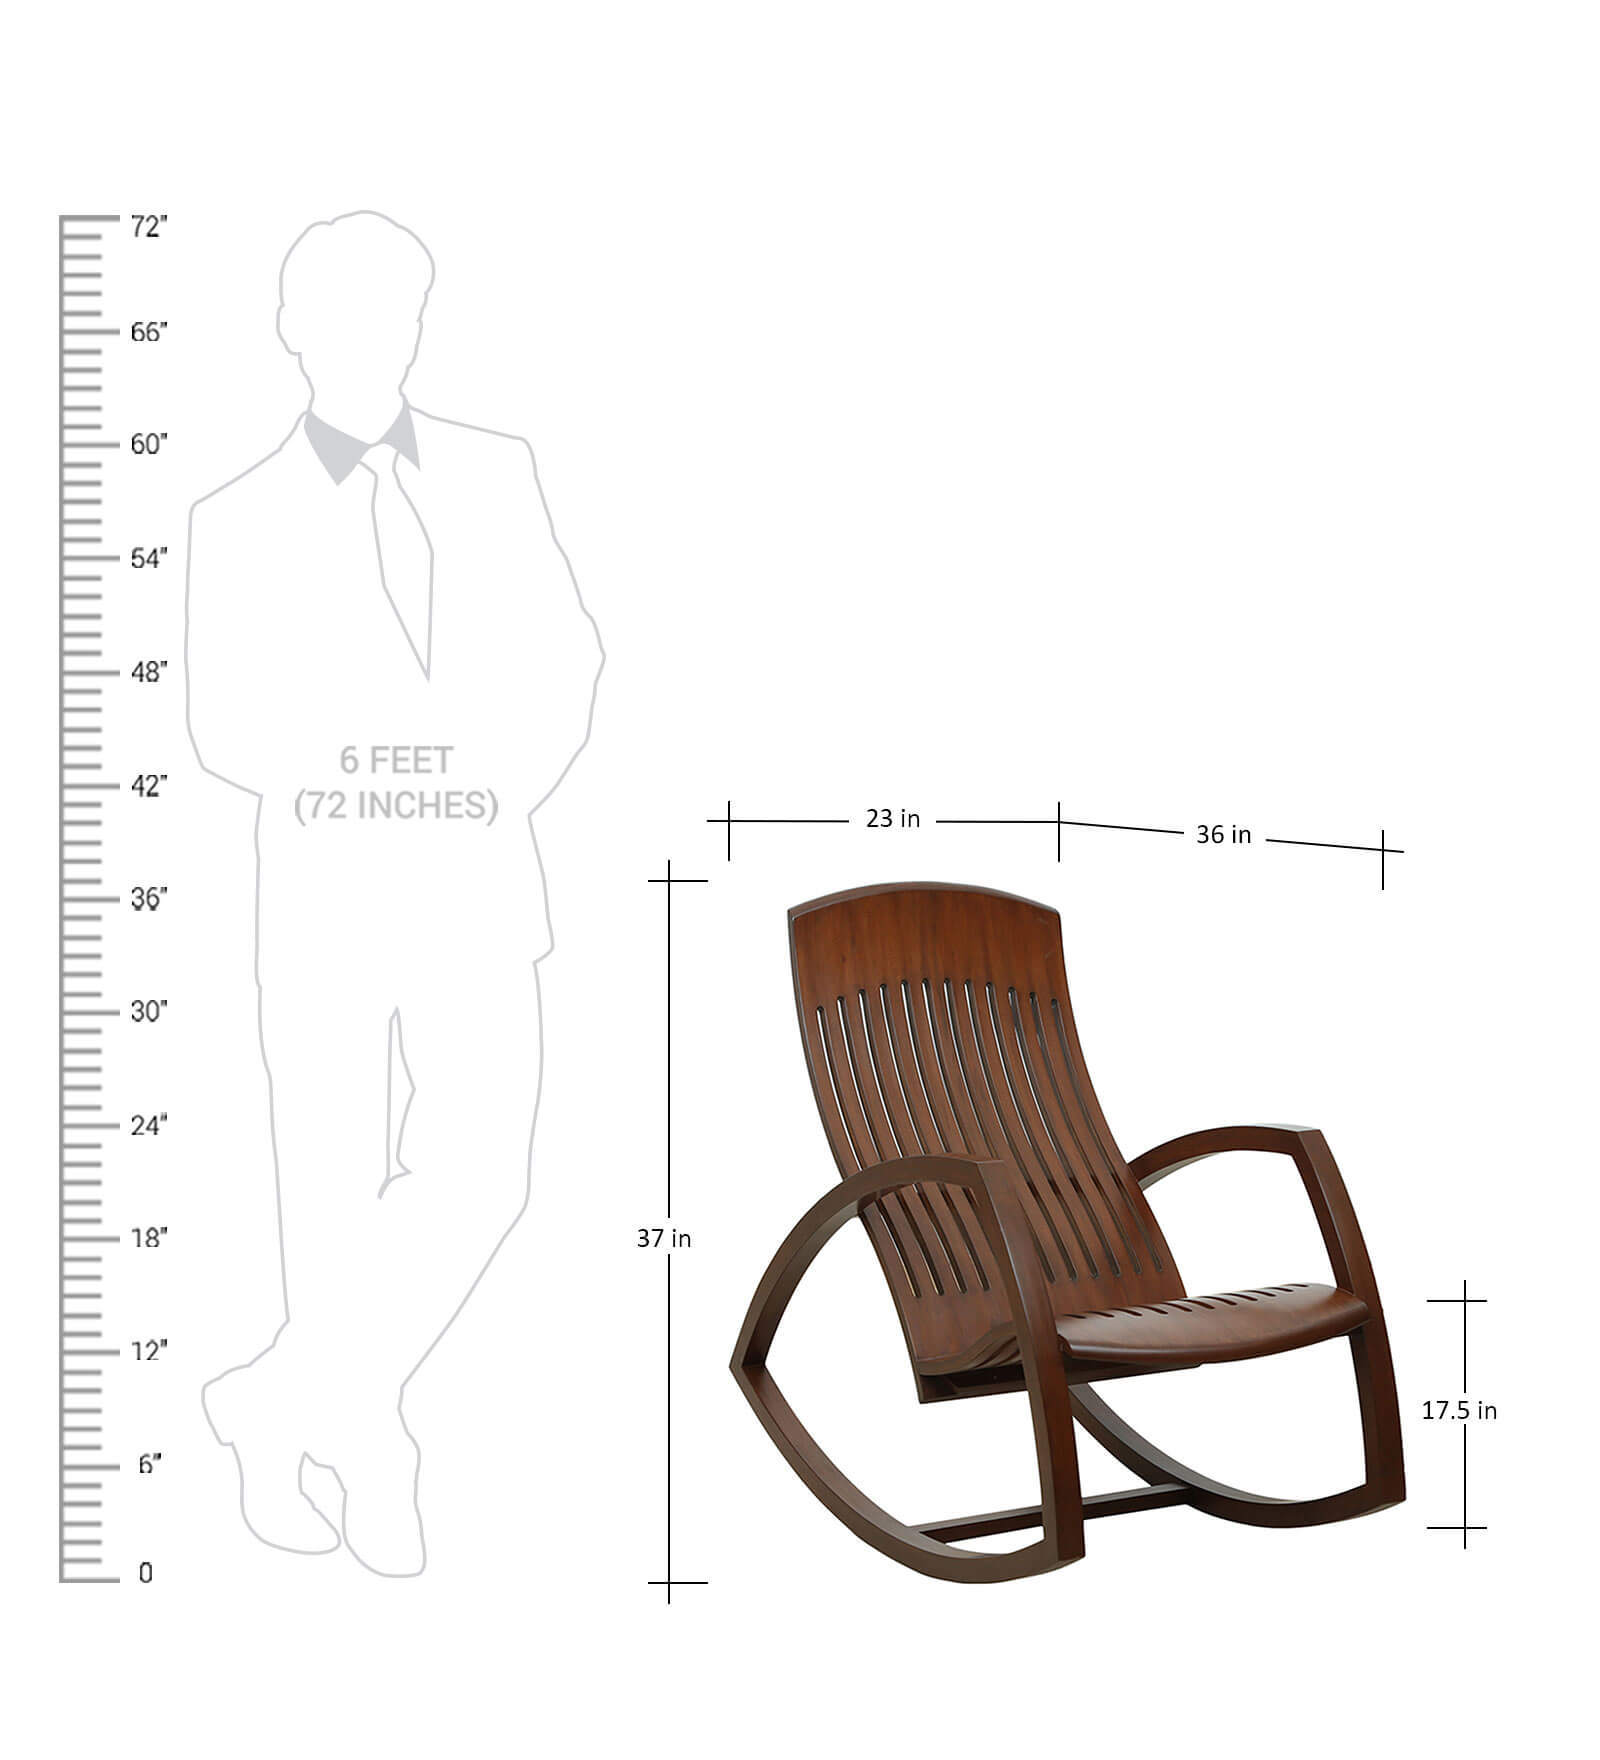 72"
66"
60"
54"
48"
42"
36"
30"
24"
18"
12"
6"
0
6 FEET
(72 INCHES)
23 in
36 in
37 in
17.5 in